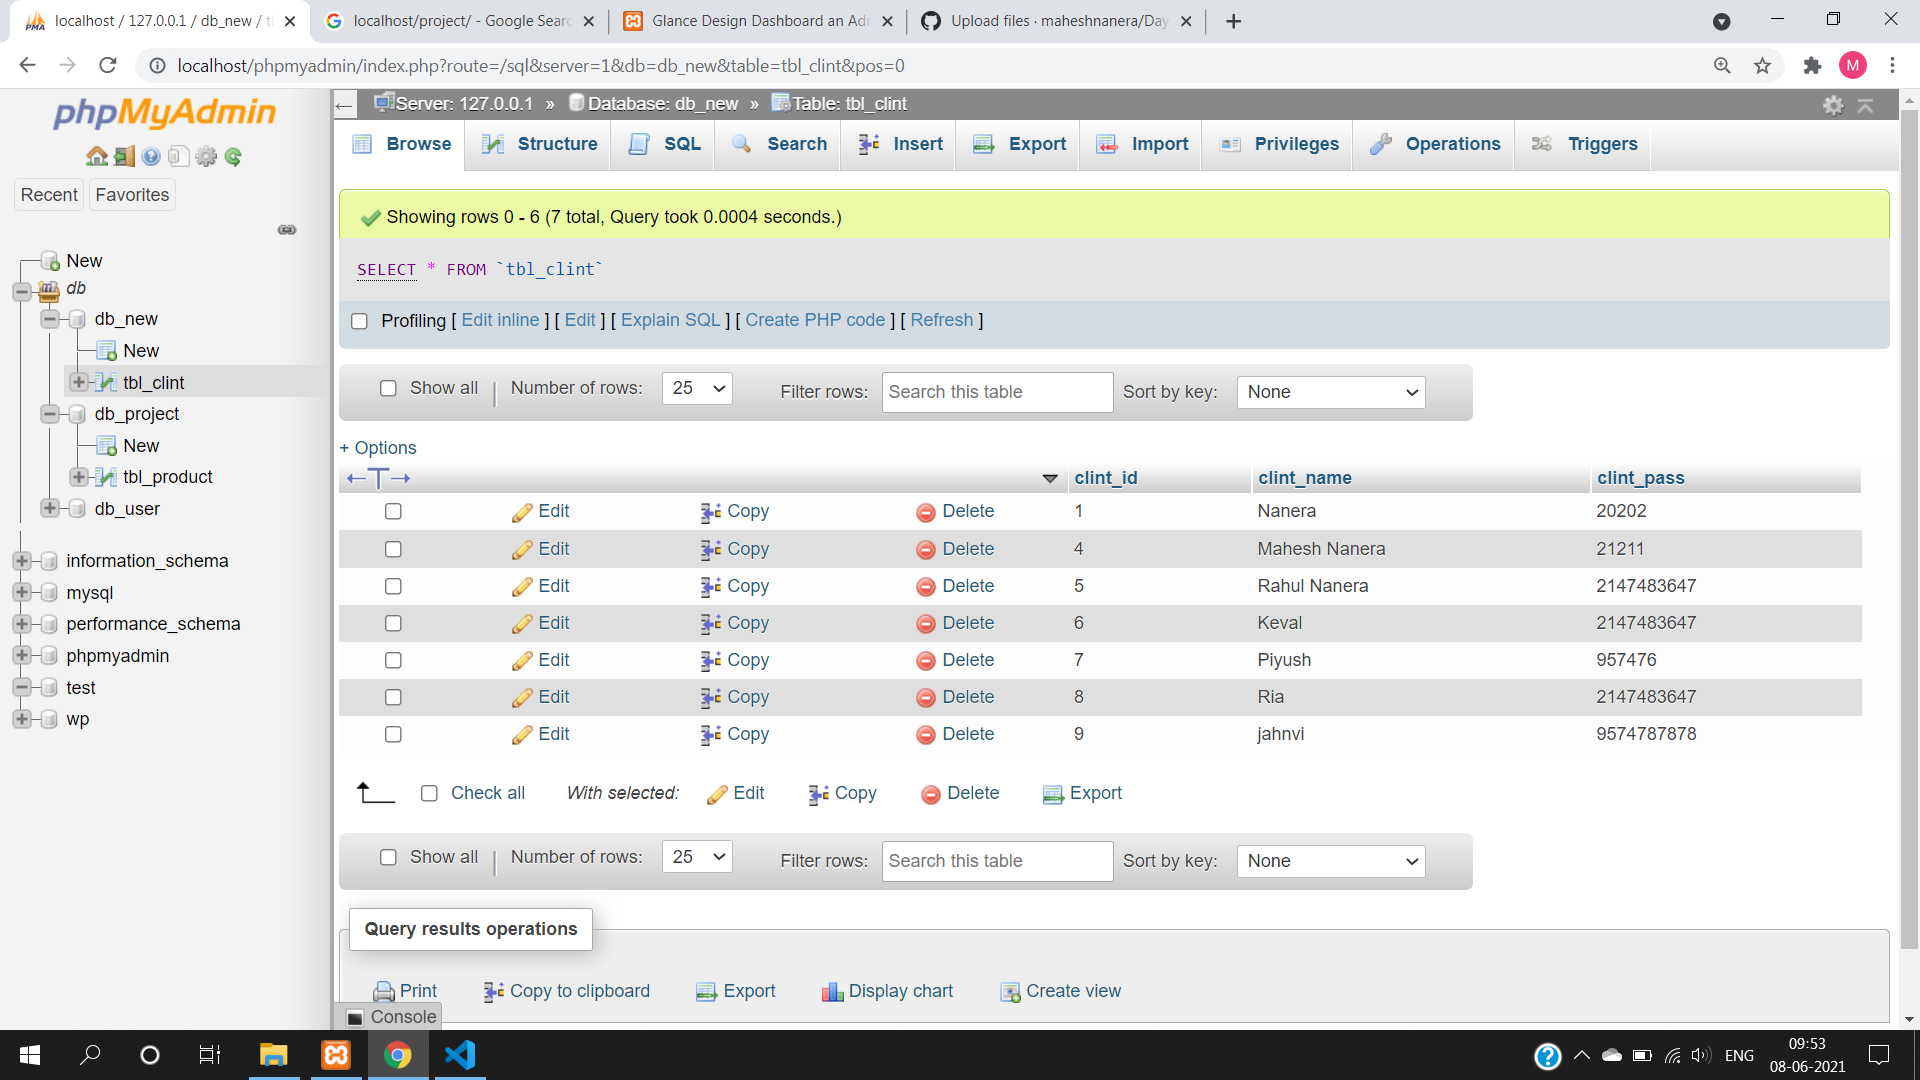 localhost / 127.0.0.1 / db_new / t
localhost/project/ - Google Searc
Glance Design Dashboard an Adm
Upload files · maheshnanera/Day
localhost/phpmyadmin/index.php?route=/sql&server=1&db=db_new&table=tbl_clint&pos=0
M
phpMyAdmin
Recent Favorites
New
db
db_new
New
tbl_clint
db_project
New
tbl_product
db_user
information_schema
mysql
performance_schema
phpmyadmin
test
wp
Server: 127.0.0.1 » Database: db_new » Table: tbl_clint
Browse Structure SQL Search Insert Export Import Privileges Operations Triggers
Showing rows 0 - 6 (7 total, Query took 0.0004 seconds.)
SELECT * FROM `tbl_clint`
Profiling [ Edit inline ] [ Edit ] [ Explain SQL ] [ Create PHP code ] [ Refresh ]
Show all | Number of rows: 25 Filter rows: Search this table Sort by key: None
+ Options
←T→ clint_id clint_name clint_pass
Edit Copy Delete 1 Nanera 20202
Edit Copy Delete 4 Mahesh Nanera 21211
Edit Copy Delete 5 Rahul Nanera 2147483647
Edit Copy Delete 6 Keval 2147483647
Edit Copy Delete 7 Piyush 957476
Edit Copy Delete 8 Ria 2147483647
Edit Copy Delete 9 jahnvi 9574787878
Check all With selected: Edit Copy Delete Export
Show all | Number of rows: 25 Filter rows: Search this table Sort by key: None
Query results operations
Print Copy to clipboard Export Display chart Create view
Console
ENG
09:53
08-06-2021